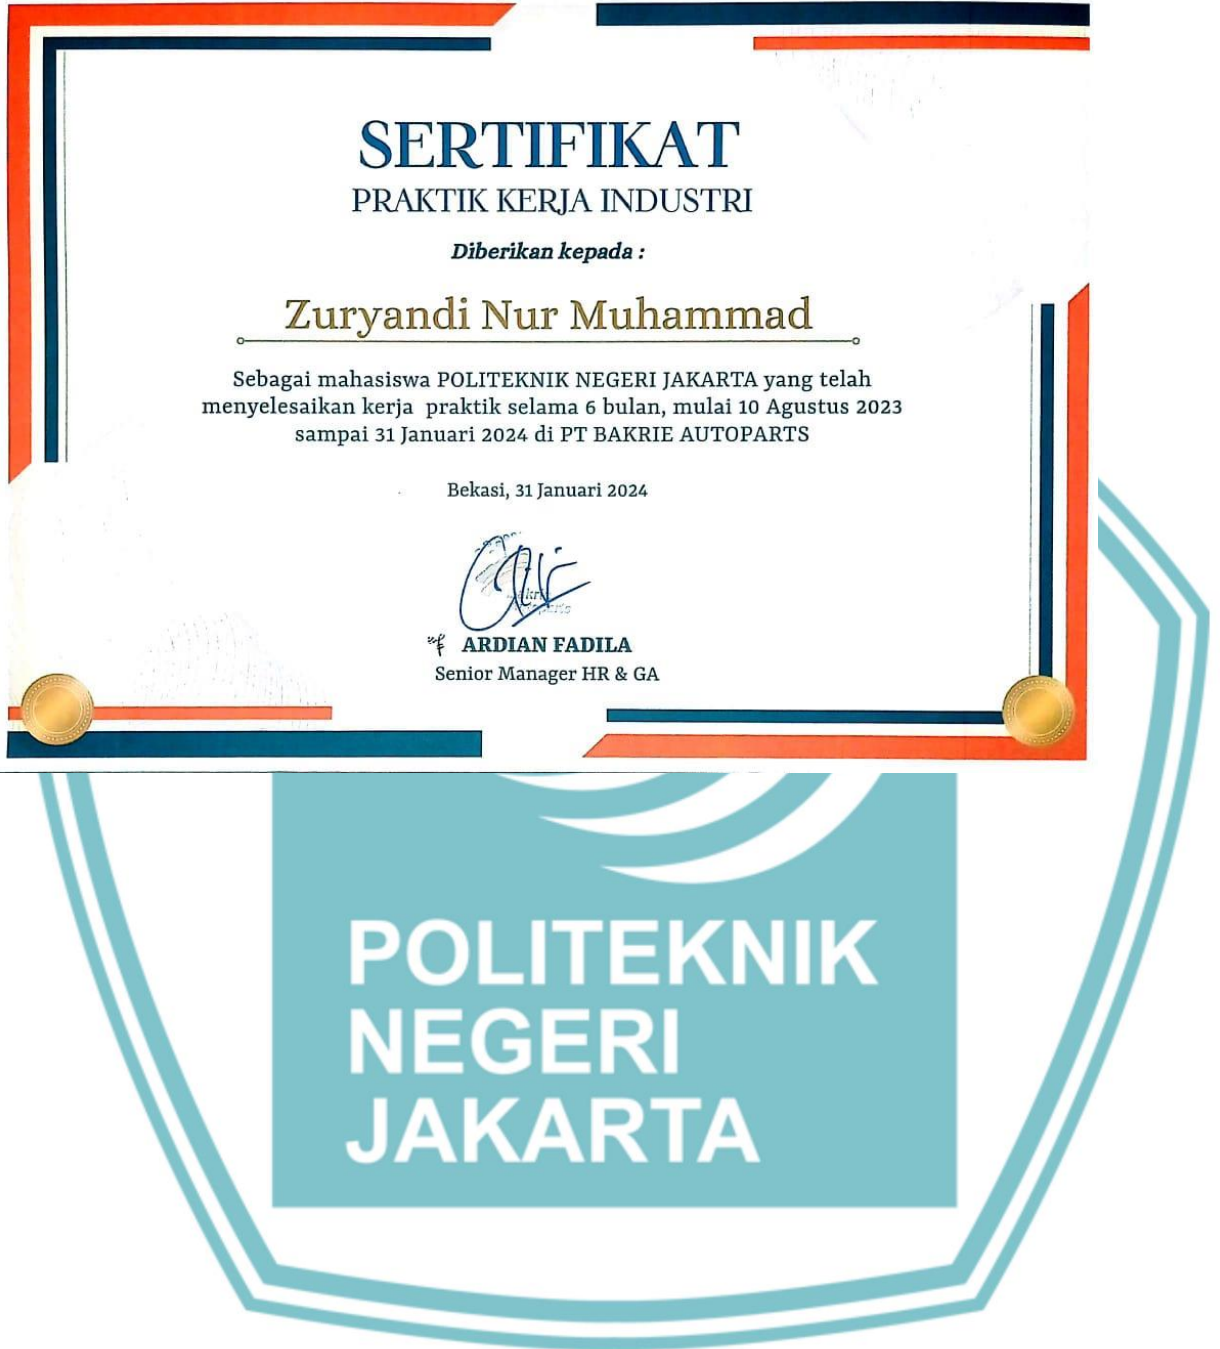 SERTIFIKAT
PRAKTIK KERJA INDUSTRI
Diberikan kepada :
Zuryandi Nur Muhammad
Sebagai mahasiswa POLITEKNIK NEGERI JAKARTA yang telah
menyelesaikan kerja praktik selama 6 bulan, mulai 10 Agustus 2023
sampai 31 Januari 2024 di PT BAKRIE AUTOPARTS
Bekasi, 31 Januari 2024
ARDIAN FADILA
Senior Manager HR & GA
POLITEKNIK
NEGERI
JAKARTA